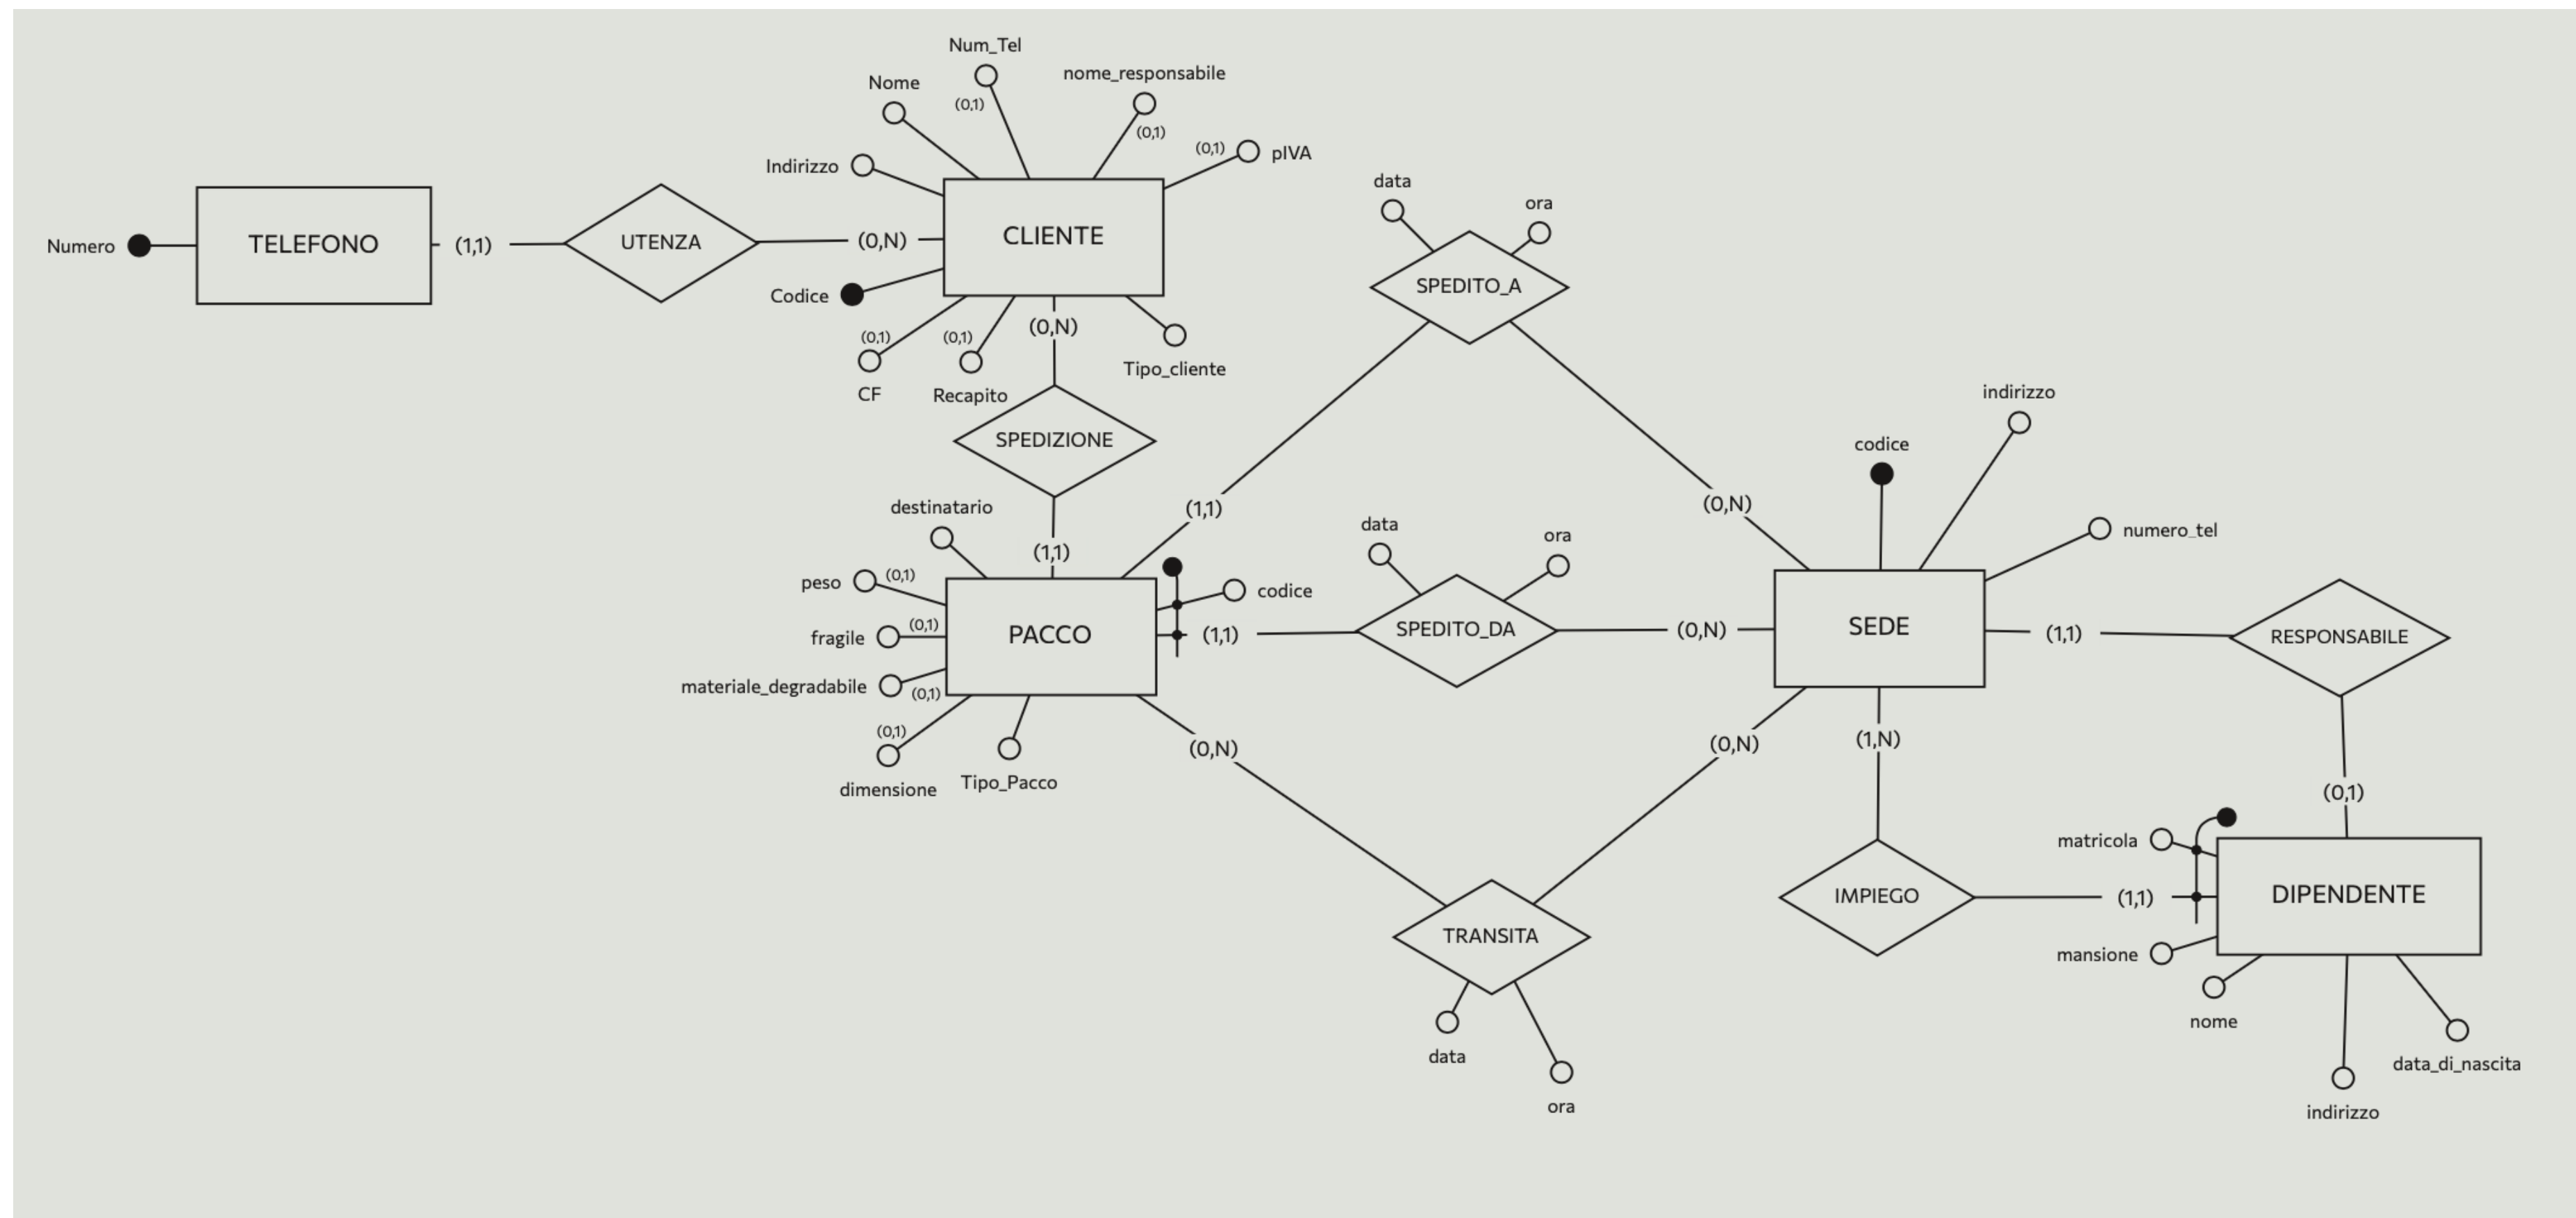 Num_Tel
nome_responsabile
Nome
(0,1)
(0,1)
(0,1)
pIVA
Indirizzo
data
ora
Numero
TELEFONO
(1,1)
UTENZA
(0,N)
CLIENTE
Codice
SPEDITO_A
(0,1)
(0,1)
(0,N)
CF
Recapito
Tipo_cliente
SPEDIZIONE
indirizzo
codice
destinatario
(1,1)
(0,N)
(1,1)
data
ora
numero_tel
peso
(0,1)
codice
fragile
(0,1)
PACCO
(1,1)
SPEDITO_DA
(0,N)
SEDE
(1,1)
RESPONSABILE
materiale_degradabile
(0,1)
(0,1)
dimensione
Tipo_Pacco
(0,N)
(0,N)
(1,N)
(0,1)
matricola
TRANSITA
IMPIEGO
(1,1)
DIPENDENTE
mansione
nome
data
ora
data_di_nascita
indirizzo